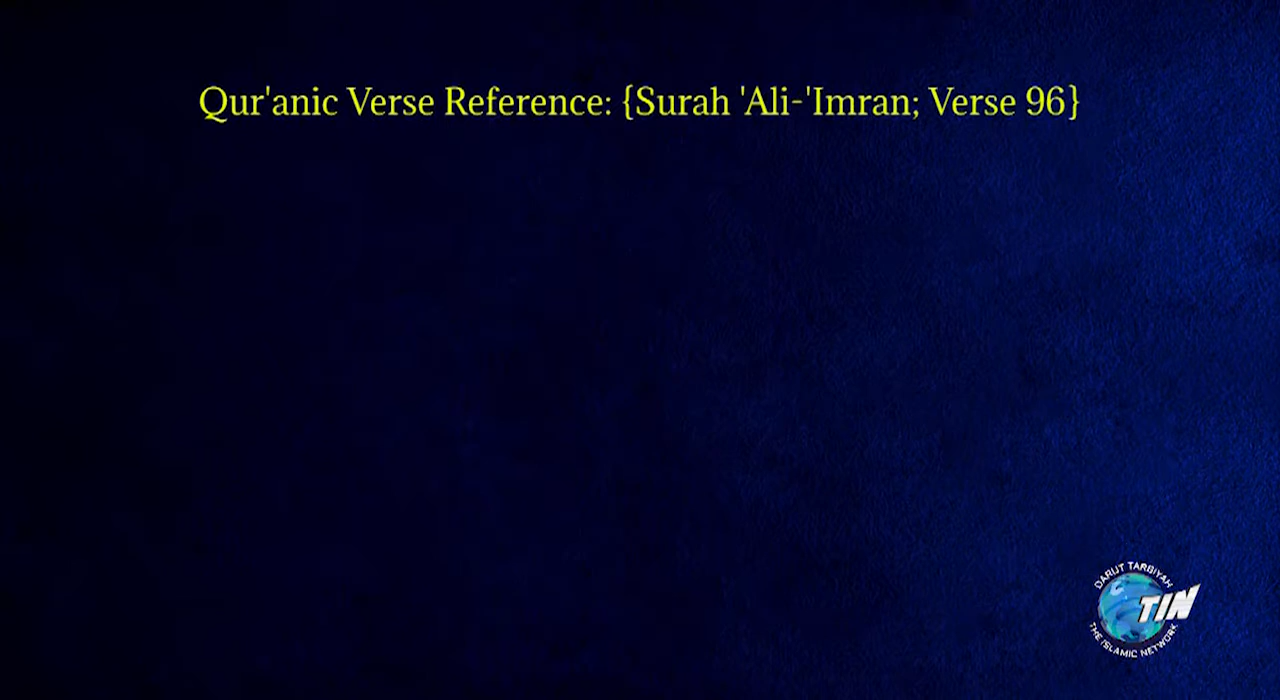 Qur'anic Verse Reference: {Surah 'Ali-'Imran; Verse 96}
DARUT TARBIYAH
TIN
THE ISLAMIC NETWORK